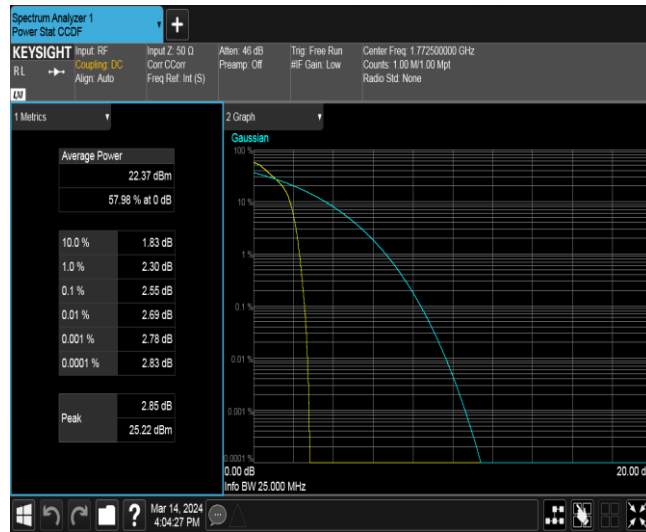 Spectrum Analyzer 1
Power Stat CCDF
KEYSIGHT
RL
LXI
Input: RF
Coupling: DC
Align: Auto
Input Z: 50 Ω
Corr CCorr
Freq Ref: Int (S)
Atten: 46 dB
Preamp: Off
Trig: Free Run
#IF Gain: Low
Center Freq: 1.772500000 GHz
Counts: 1.00 M/1.00 Mpt
Radio Std: None
1 Metrics
Average Power
22.37 dBm
57.98 % at 0 dB
10.0 % 1.83 dB
1.0 % 2.30 dB
0.1 % 2.55 dB
0.01 % 2.69 dB
0.001 % 2.78 dB
0.0001 % 2.83 dB
Peak
2.85 dB
25.22 dBm
2 Graph
Gaussian
100 %
10 %
1 %
0.1 %
0.01 %
0.001 %
0.0001 %
0.00 dB 20.00 d
Info BW 25.000 MHz
?
Mar 14, 2024
4:04:27 PM